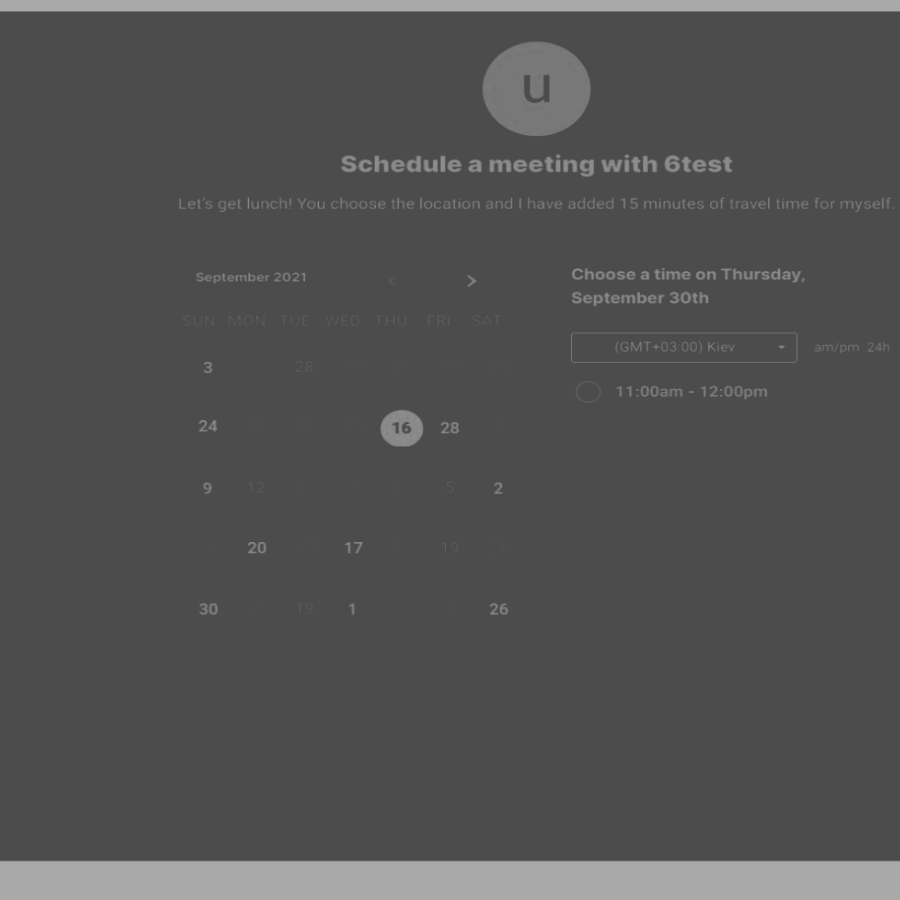 u
Schedule a meeting with 6test
Let's get lunch! You choose the location and I have added 15 minutes of travel time for myself.
September 2021
SUN MON TUE WED THU FRI SAT
3 28
24 16 28
9 12 5 2
20 17 19
30 19 1 26
Choose a time on Thursday,
September 30th
(GMT+03:00) Kiev am/pm 24h
11:00am - 12:00pm